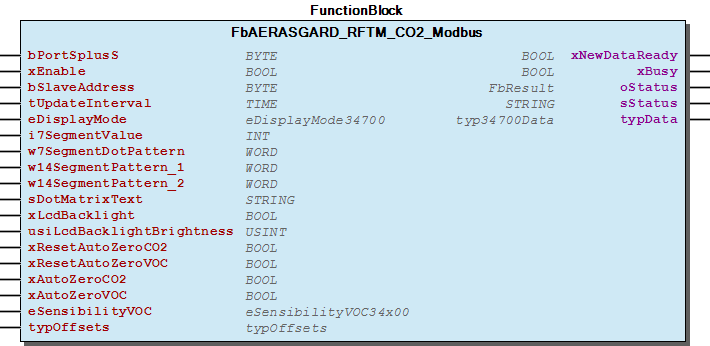 FunctionBlock
FbAERASGARD_RFTM_CO2_Modbus
bPortSplusS BYTE BOOL xNewDataReady
xEnable BOOL BOOL xBusy
bSlaveAddress BYTE FbResult oStatus
tUpdateInterval TIME STRING sStatus
eDisplayMode eDisplayMode34700 typ34700Data typData
i7SegmentValue INT
w7SegmentDotPattern WORD
w14SegmentPattern_1 WORD
w14SegmentPattern_2 WORD
sDotMatrixText STRING
xLcdBacklight BOOL
usiLcdBacklightBrightness USINT
xResetAutoZeroCO2 BOOL
xResetAutoZeroVOC BOOL
xAutoZeroCO2 BOOL
xAutoZeroVOC BOOL
eSensibilityVOC eSensibilityVOC34x00
typOffsets typOffsets